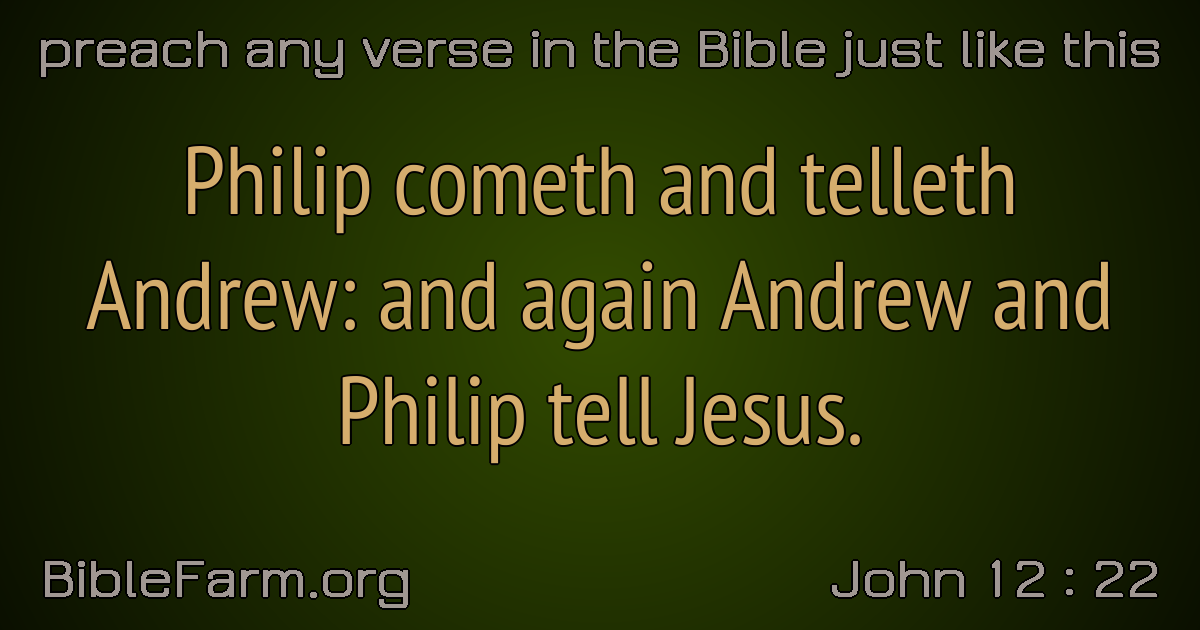 preach any verse in the Bible just like this
Philip cometh and telleth
Andrew: and again Andrew and
Philip tell Jesus.
BibleFarm.org
John 12 : 22